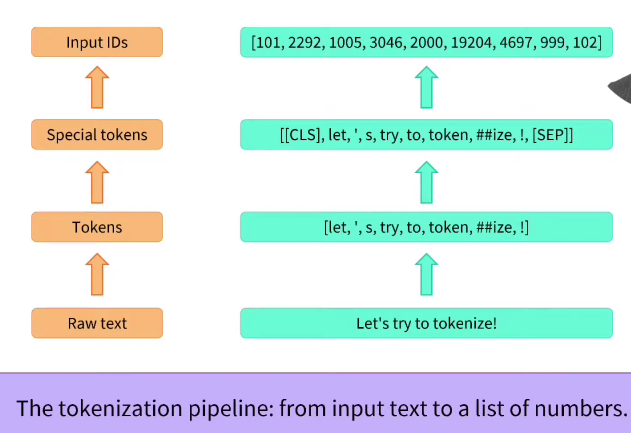 Input IDs
[101, 2292, 1005, 3046, 2000, 19204, 4697, 999, 102]
Special tokens
[[CLS], let, ', s, try, to, token, ##ize, !, [SEP]]
Tokens
[let, ', s, try, to, token, ##ize, !]
Raw text
Let's try to tokenize!
The tokenization pipeline: from input text to a list of numbers.